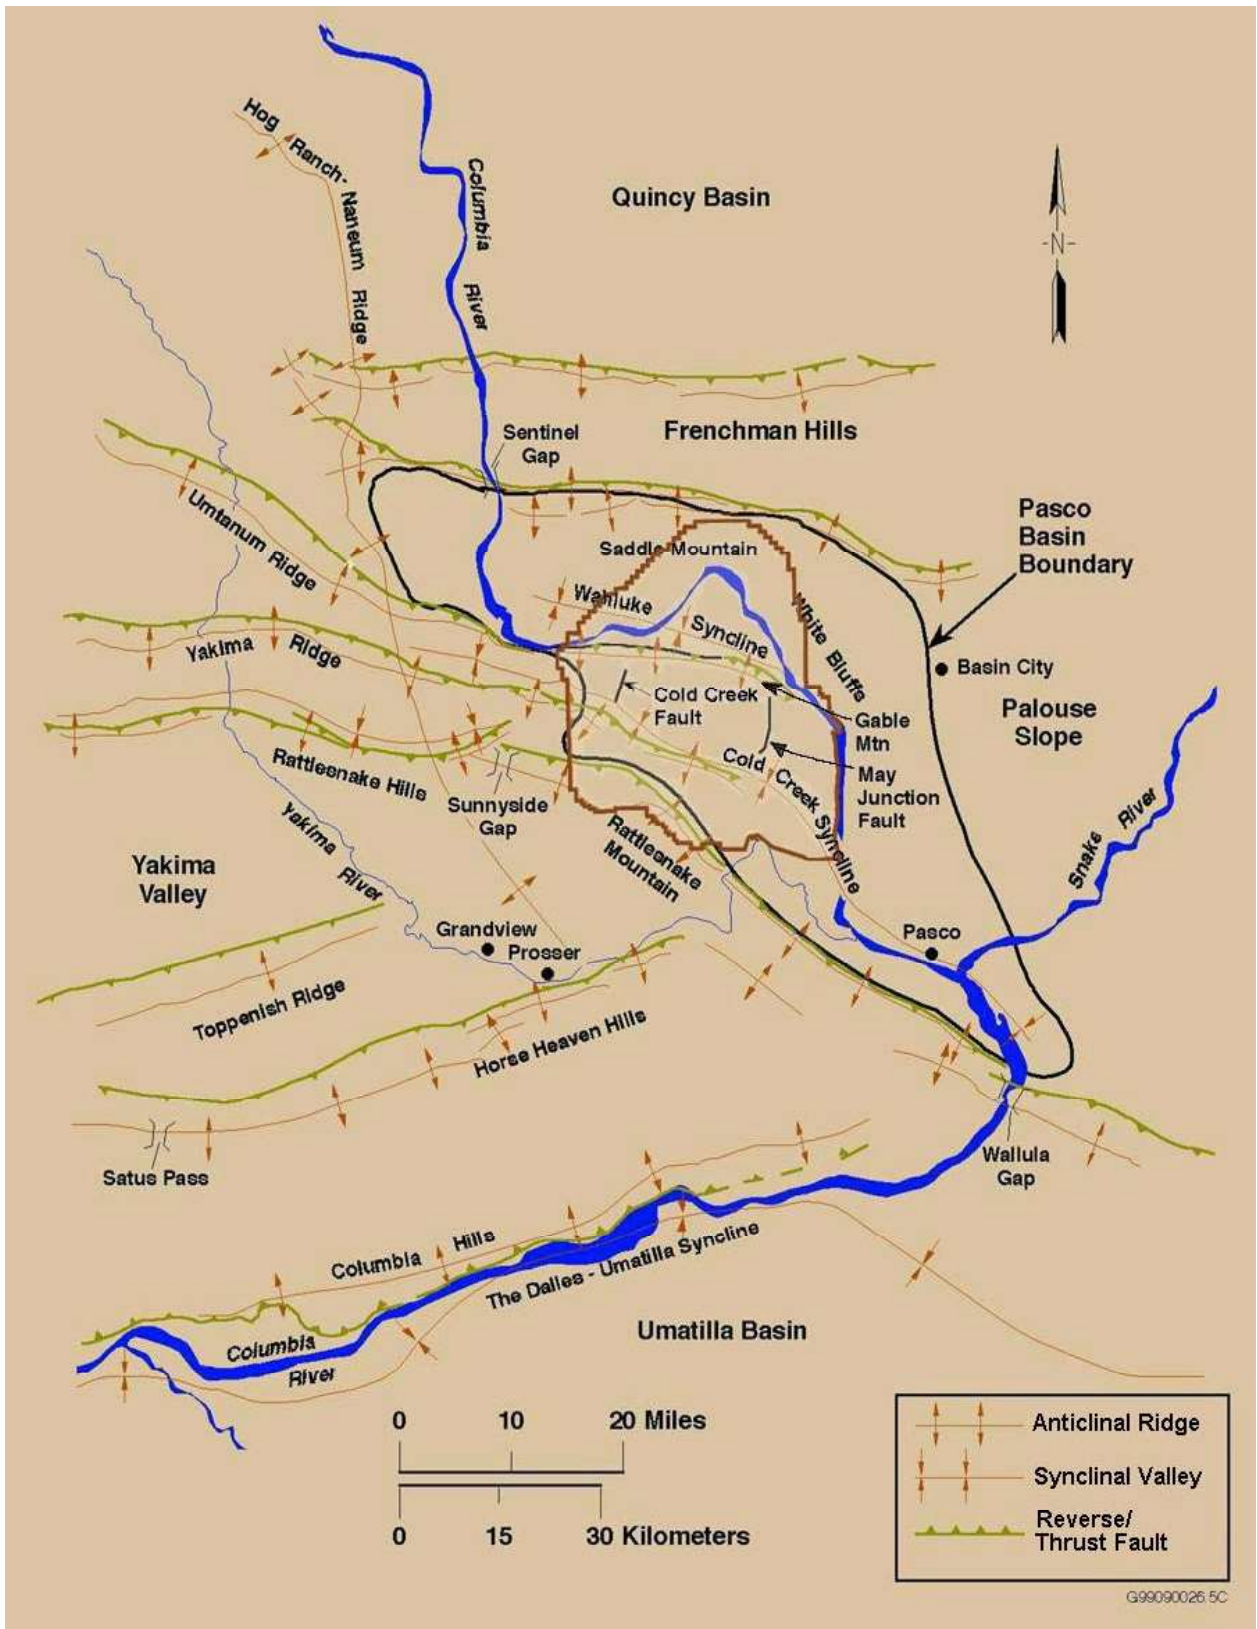 Hog Ranch-Naneum Ridge
Columbia River
Quincy Basin
-N-
Sentinel
Gap
Frenchman Hills
Pasco
Basin
Boundary
Umtanum Ridge
Saddle Mountain
Wahluke Syncline
White Bluffs
Yakima Ridge
Basin City
Cold Creek
Fault
Palouse
Slope
Gable
Mtn
Rattlesnake Hills
Cold Creek Syncline
May
Junction
Fault
Sunnyside
Gap
Yakima River
Snake River
Rattlesnake
Mountain
Yakima
Valley
Grandview
Prosser
Pasco
Toppenish Ridge
Horse Heaven Hills
Satus Pass
Wallula
Gap
Columbia Hills
The Dalles - Umatilla Syncline
Columbia
River
Umatilla Basin
0 10 20 Miles
0 15 30 Kilometers
Anticlinal Ridge
Synclinal Valley
Reverse/
Thrust Fault
G99090026.5C